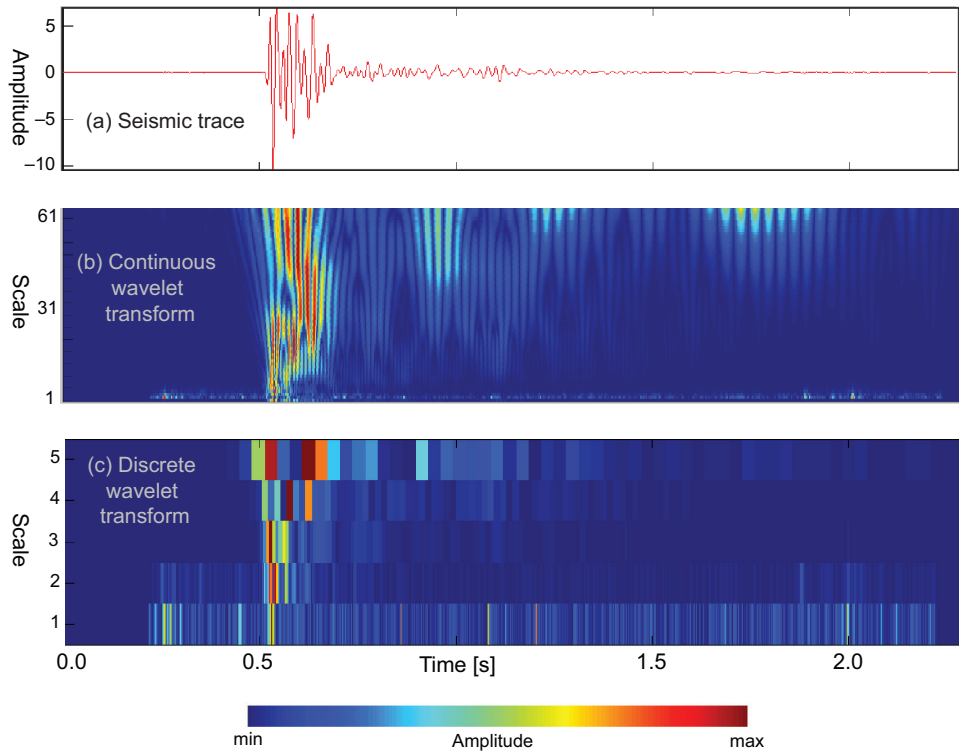 5
0
−5
−10
Amplitude
(a) Seismic trace
61
31
1
Scale
(b) Continuous
wavelet
transform
5
4
3
2
1
Scale
(c) Discrete
wavelet
transform
0.0
0.5
Time [s]
1.5
2.0
min
Amplitude
max